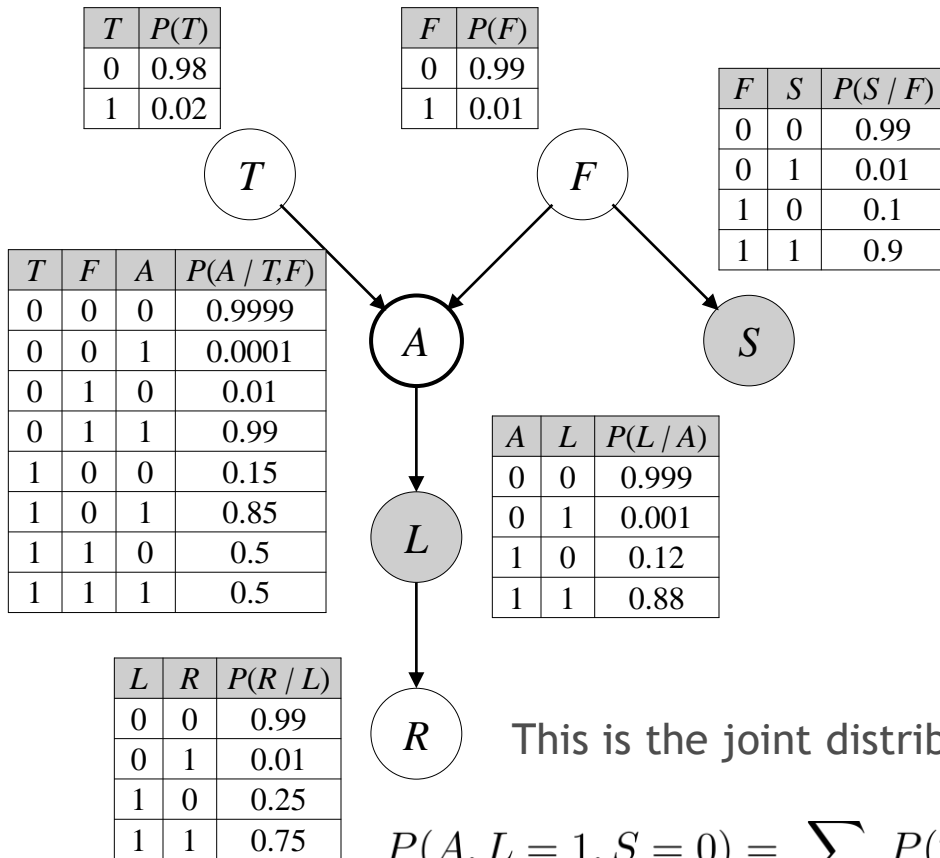 T P(T)
0 0.98
1 0.02
F P(F)
0 0.99
1 0.01
F S P(S / F)
0 0 0.99
0 1 0.01
1 0 0.1
1 1 0.9
T
F
T F A P(A / T,F)
0 0 0 0.9999
0 0 1 0.0001
0 1 0 0.01
0 1 1 0.99
1 0 0 0.15
1 0 1 0.85
1 1 0 0.5
1 1 1 0.5
A
S
A L P(L / A)
0 0 0.999
0 1 0.001
1 0 0.12
1 1 0.88
L
L R P(R / L)
0 0 0.99
0 1 0.01
1 0 0.25
1 1 0.75
R
This is the joint distrib
P(A, L = 1, S = 0) = ∑ P(